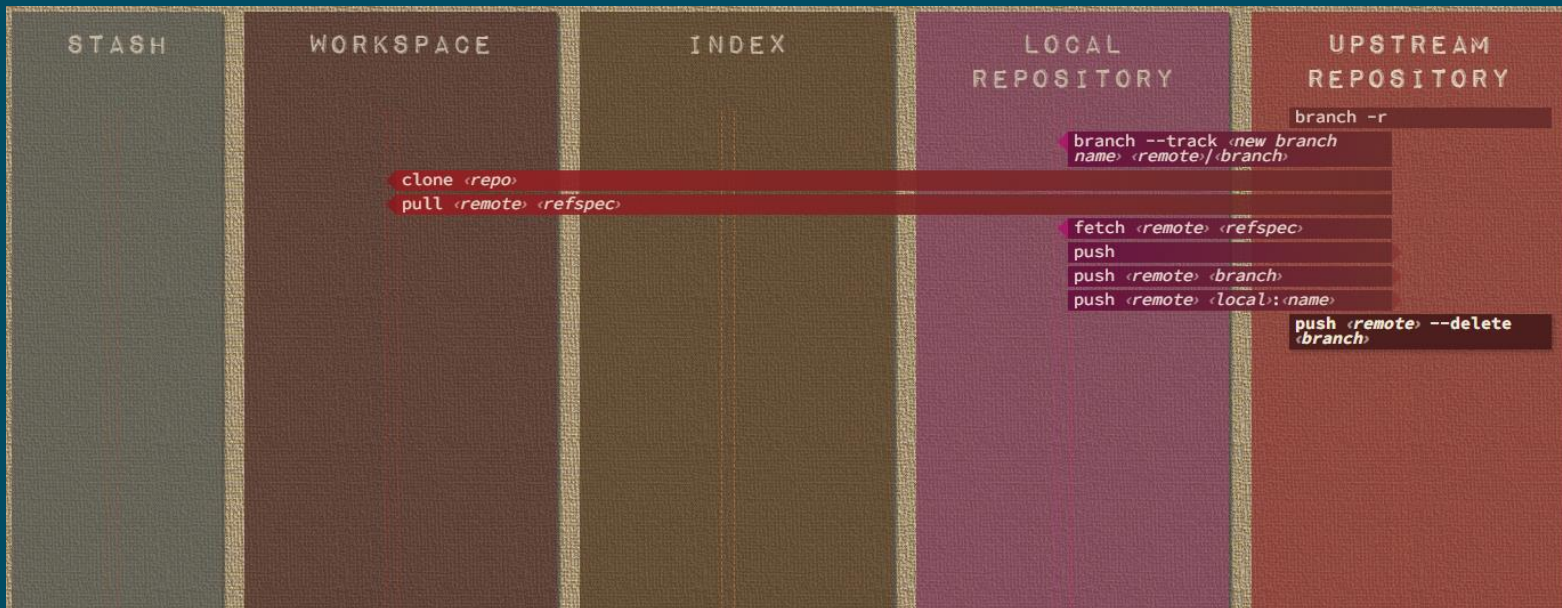 STASH
WORKSPACE
INDEX
LOCAL
REPOSITORY
UPSTREAM
REPOSITORY
branch -r
branch --track ‹new branch
name› ‹remote›/‹branch›
clone ‹repo›
pull ‹remote› ‹refspec›
fetch ‹remote› ‹refspec›
push
push ‹remote› ‹branch›
push ‹remote› ‹local›:‹name›
push ‹remote› --delete
‹branch›